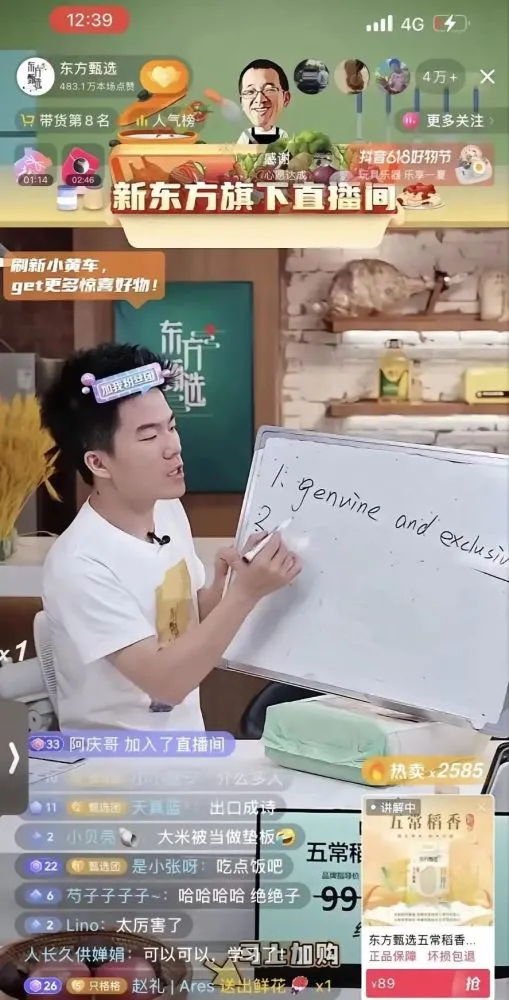 12:39
4G
东方甄选
483.1万本场点赞
4万+
带货第8名
人气榜
更多关注
01:14
02:46
感谢
心愿达成
抖音618好物节
玩具乐器 乐享一夏
新东方旗下直播间
刷新小黄车，
get更多惊喜好物！
东方
甄选
加我粉丝团
1. genuine and exclusiv
2
x1
33 阿庆哥 加入了直播间
热卖x2585
11 甄选团 天真蓝 出口成诗
2 小贝壳 大米被当做垫板
22 甄选团 是小张呀：吃点饭吧
6 芍子子子子~：哈哈哈哈 绝绝子
2 Lino：太厉害了
人长久供婵娟：可以可以，学习了
加购
26 只格格 赵礼 | Ares 送出鲜花 x1
五常稻
品牌指导价
99
讲解中
五常稻香
东方甄选五常稻香...
正品保障 坏损包退
¥89
抢